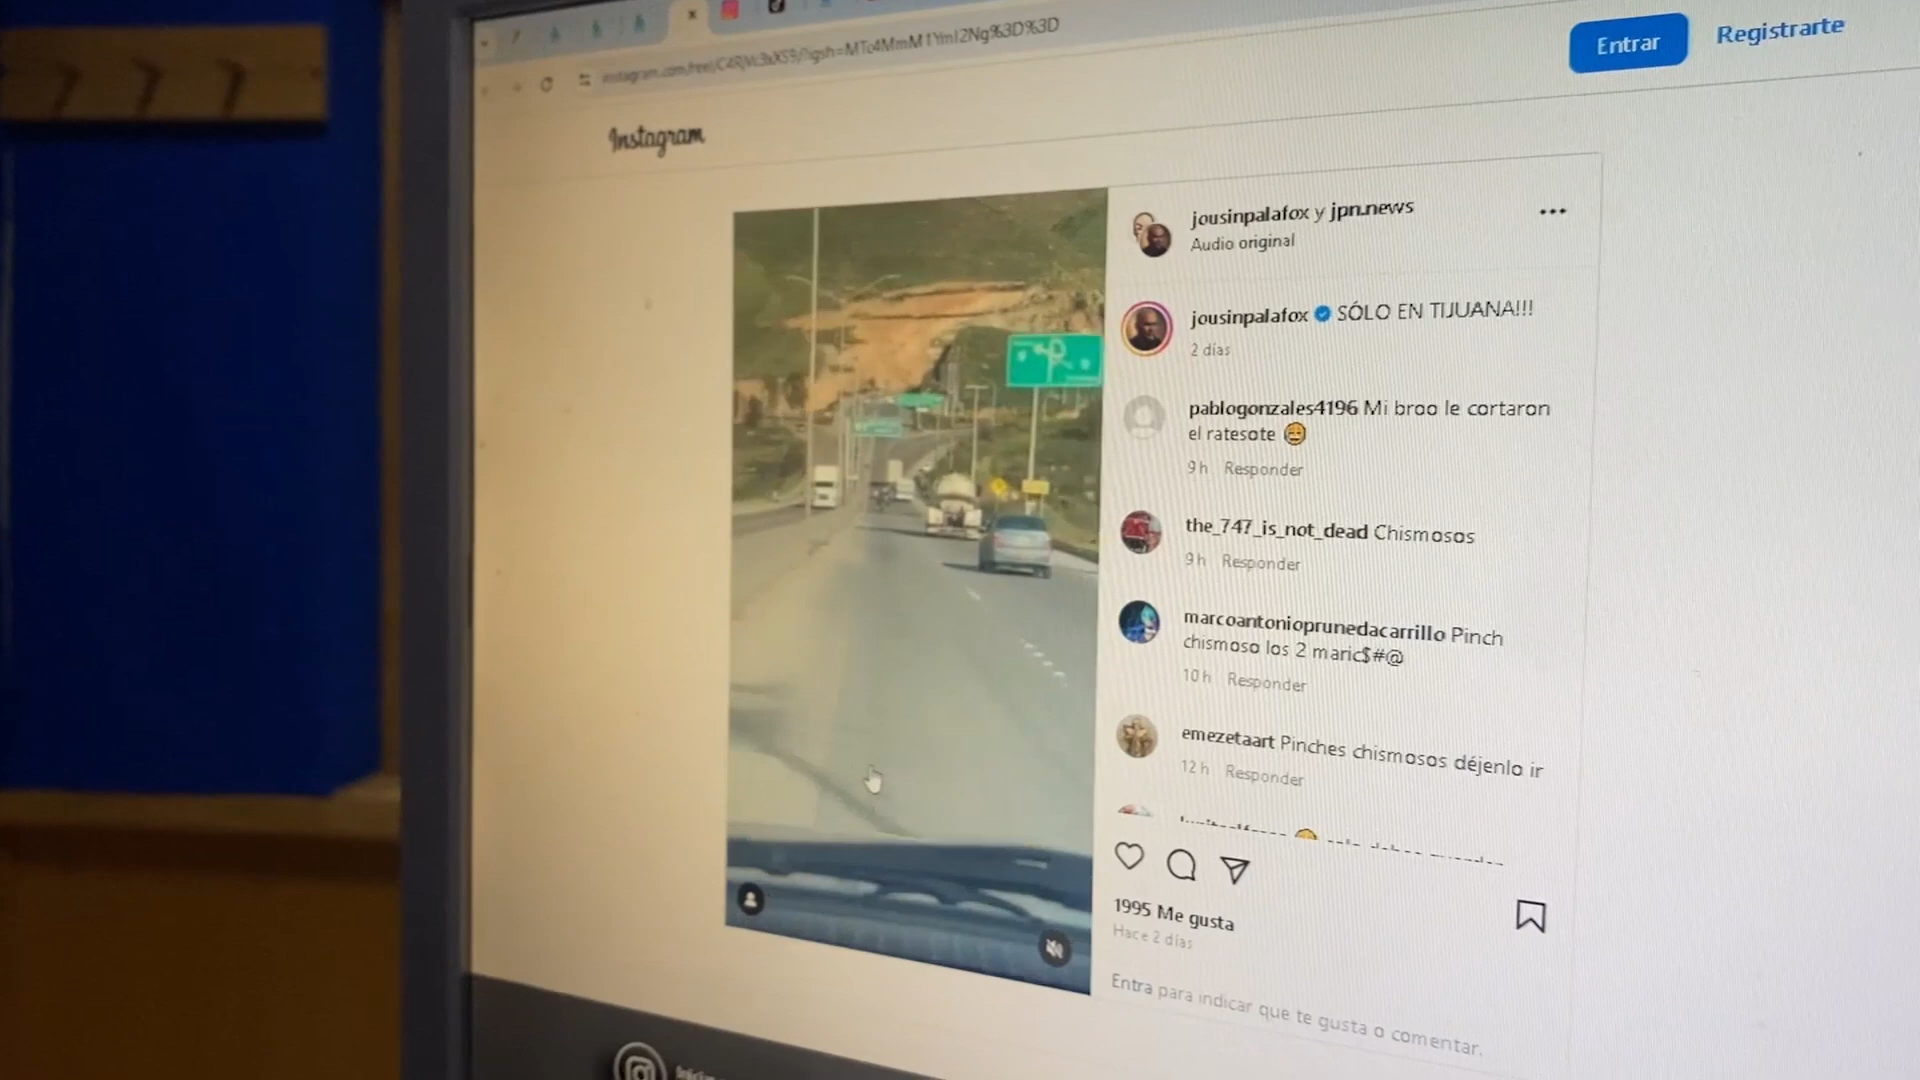 Entrar
Registrarte
Instagram
jousinpalafox y jpn.news
Audio original
jousinpalafox SÓLO EN TIJUANA!!!
2 días
pablogonzales4196 Mi broo le cortaron
el ratesote
9 h Responder
the_747_is_not_dead Chismosos
9 h Responder
marcoantonioprunedacarrillo Pinch
chismoso los 2 maric$#@
10 h Responder
emezetaart Pinches chismosos déjenlo ir
12 h Responder
1995 Me gusta
Hace 2 días
Entra para indicar que te gusta o comentar.